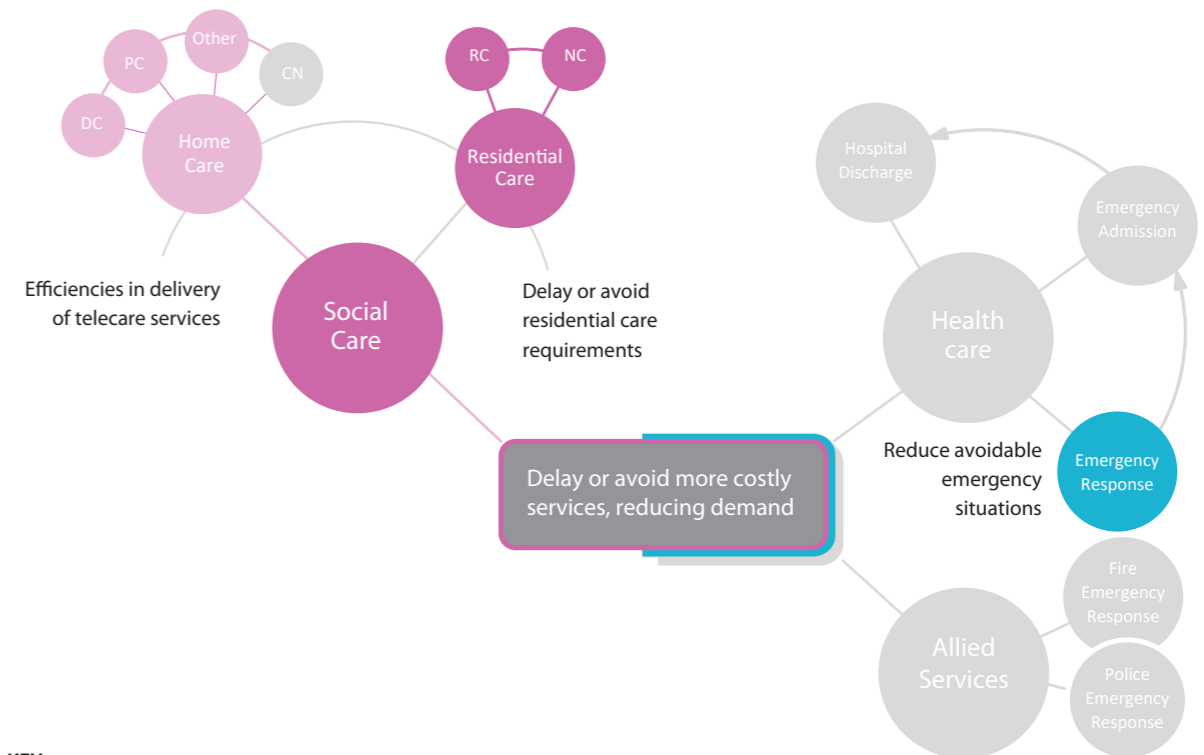 Other
PC
CN
DC
Home
Care
RC
NC
Residential
Care
Efficiencies in delivery
of telecare services
Social
Care
Delay or avoid
residential care
requirements
Hospital
Discharge
Emergency
Admission
Health
care
Reduce avoidable
emergency
situations
Emergency
Response
Delay or avoid more costly
services, reducing demand
Fire
Emergency
Response
Allied
Services
Police
Emergency
Response
KEY